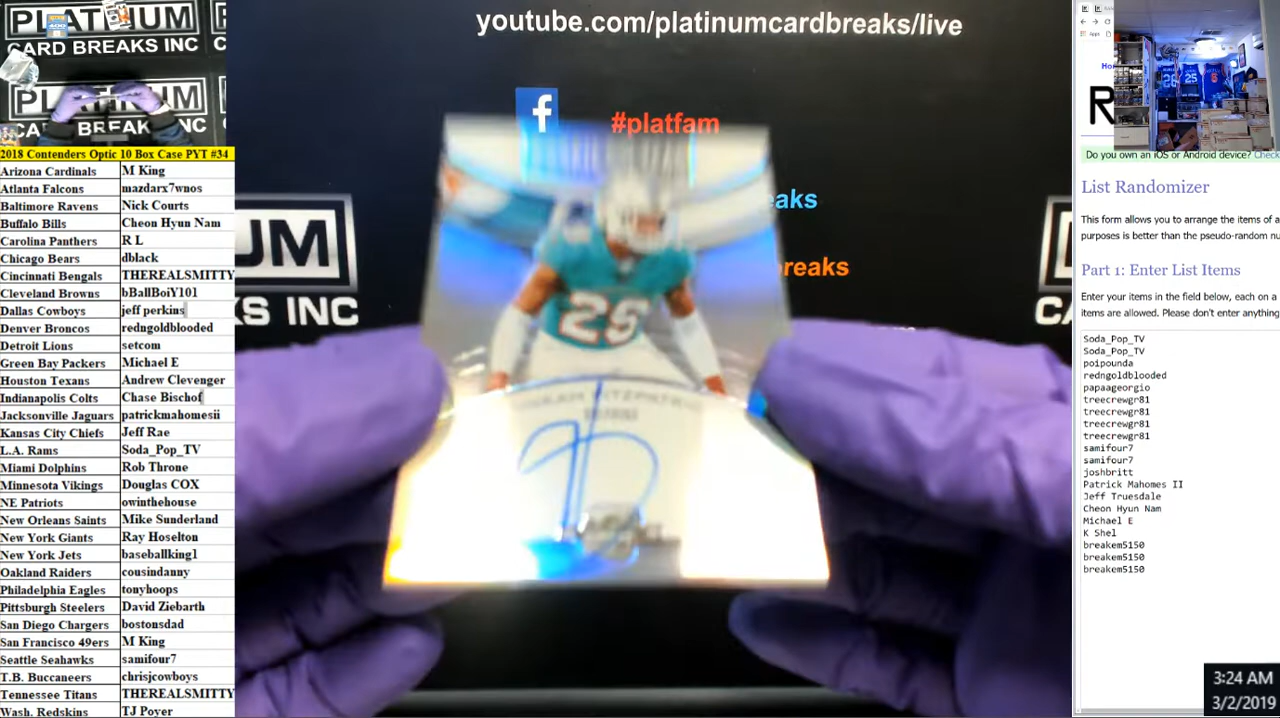 PLATINUM
CARD BREAKS INC
PLATINUM
CARD BREAKS INC
2018 Contenders Optic 10 Box Case PYT #34
Arizona Cardinals M King
Atlanta Falcons mazdarx7wnos
Baltimore Ravens Nick Courts
Buffalo Bills Cheon Hyun Nam
Carolina Panthers R L
Chicago Bears dblack
Cincinnati Bengals THEREALSMITTY
Cleveland Browns bBallBoiY101
Dallas Cowboys jeff perkins
Denver Broncos redngoldblooded
Detroit Lions setcom
Green Bay Packers Michael E
Houston Texans Andrew Clevenger
Indianapolis Colts Chase Bischof
Jacksonville Jaguars patrickmahomesii
Kansas City Chiefs Jeff Rae
L.A. Rams Soda_Pop_TV
Miami Dolphins Rob Throne
Minnesota Vikings Douglas COX
NE Patriots owinthehouse
New Orleans Saints Mike Sunderland
New York Giants Ray Hoselton
New York Jets baseballking1
Oakland Raiders cousindanny
Philadelphia Eagles tonyhoops
Pittsburgh Steelers David Ziebarth
San Diego Chargers bostonsdad
San Francisco 49ers M King
Seattle Seahawks samifour7
T.B. Buccaneers chrisjcowboys
Tennessee Titans THEREALSMITTY
Wash. Redskins TJ Poyer
youtube.com/platinumcardbreaks/live
f
#platfam
eaks
breaks
UM
S INC
29
25
Do you own an iOS or Android device? Check
List Randomizer
This form allows you to arrange the items of a
purposes is better than the pseudo-random nu
Part 1: Enter List Items
Enter your items in the field below, each on a
items are allowed. Please don't enter anything
Soda_Pop_TV
Soda_Pop_TV
poipounda
redngoldblooded
papaageorgio
treecrewgr81
treecrewgr81
treecrewgr81
treecrewgr81
samifour7
samifour7
joshbritt
Patrick Mahomes II
Jeff Truesdale
Cheon Hyun Nam
Michael E
K Shel
breakem5150
breakem5150
breakem5150
3:24 AM
3/2/2019